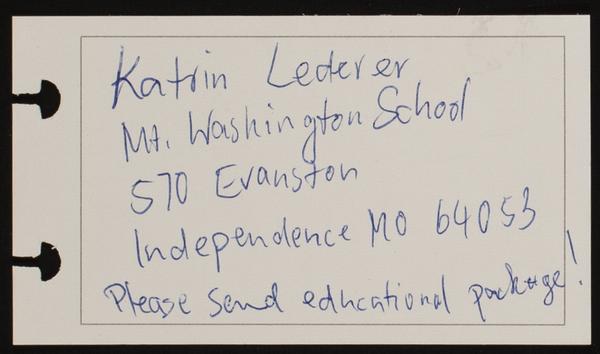 Katrin Lederer
Mt. Washington School
570 Evanston
Independence MO 64053
Please send educational package!